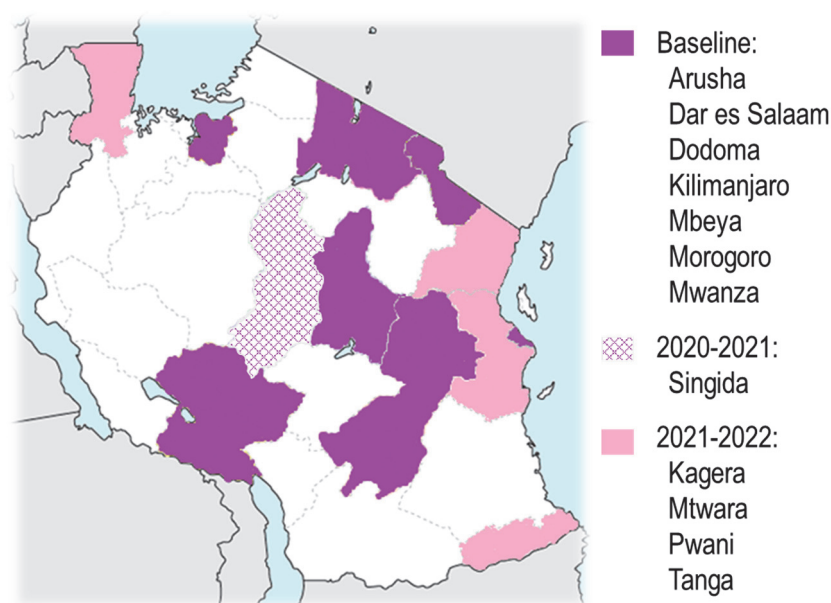 Baseline:
Arusha
Dar es Salaam
Dodoma
Kilimanjaro
Mbeya
Morogoro
Mwanza
2020-2021:
Singida
2021-2022:
Kagera
Mtwara
Pwani
Tanga